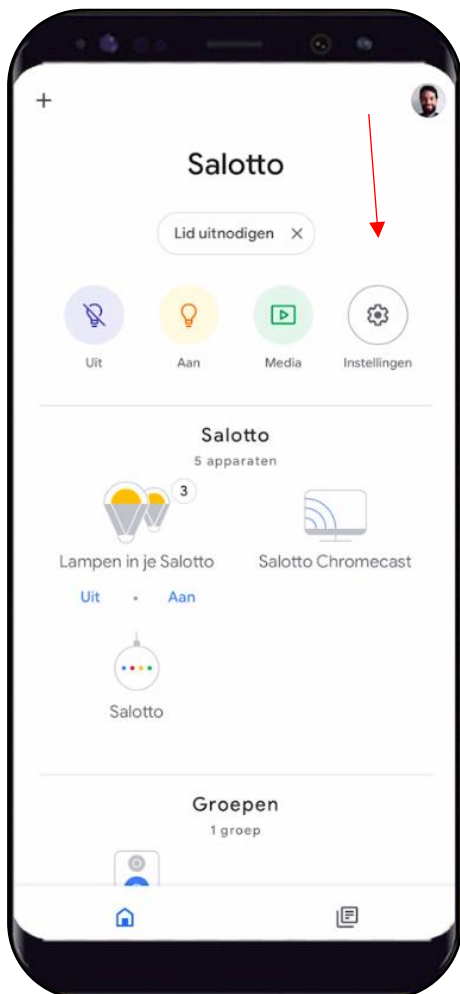 Salotto
Lid uitnodigen
Uit Aan Media Instellingen
Salotto
5 apparaten
3
Lampen in je Salotto Salotto Chromecast
Uit • Aan
Salotto
Groepen
1 groep